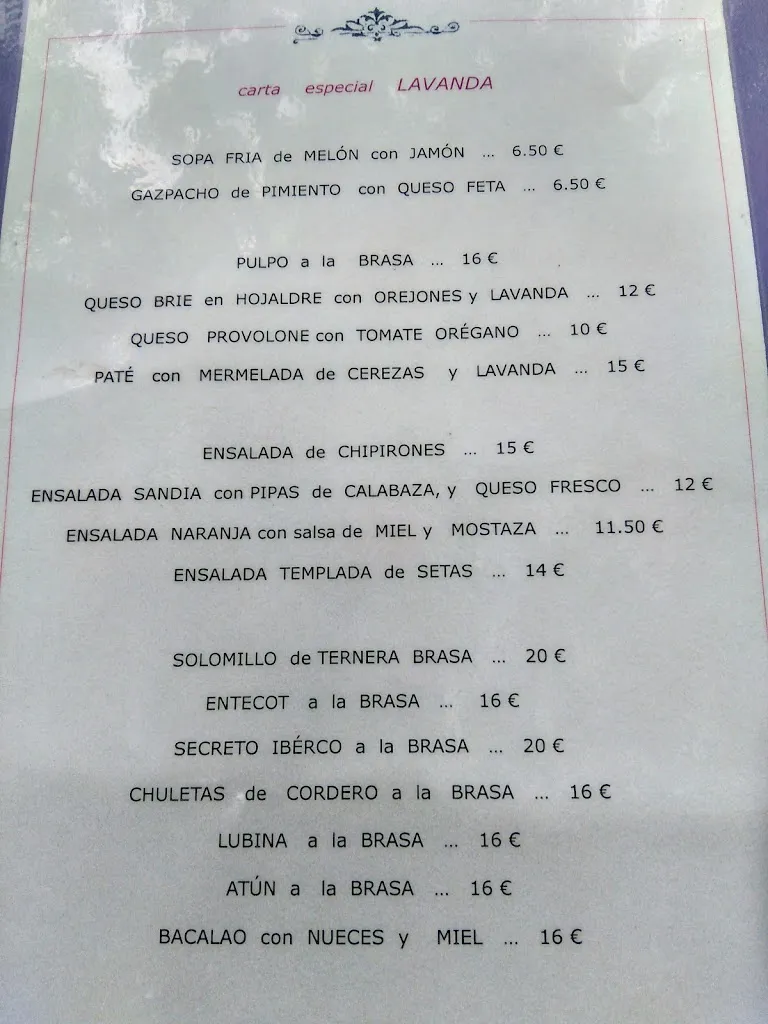 carta especial LAVANDA
SOPA FRIA de MELÓN con JAMÓN ... 6.50 €
GAZPACHO de PIMIENTO con QUESO FETA ... 6.50 €
PULPO a la BRASA ... 16 €
QUESO BRIE en HOJALDRE con OREJONES y LAVANDA ... 12 €
QUESO PROVOLONE con TOMATE ORÉGANO ... 10 €
PATÉ con MERMELADA de CEREZAS y LAVANDA ... 15 €
ENSALADA de CHIPIRONES ... 15 €
ENSALADA SANDIA con PIPAS de CALABAZA, y QUESO FRESCO ... 12 €
ENSALADA NARANJA con salsa de MIEL y MOSTAZA ... 11.50 €
ENSALADA TEMPLADA de SETAS ... 14 €
SOLOMILLO de TERNERA BRASA ... 20 €
ENTECOT a la BRASA ... 16 €
SECRETO IBÉRCO a la BRASA ... 20 €
CHULETAS de CORDERO a la BRASA ... 16 €
LUBINA a la BRASA ... 16 €
ATÚN a la BRASA ... 16 €
BACALAO con NUECES y MIEL ... 16 €